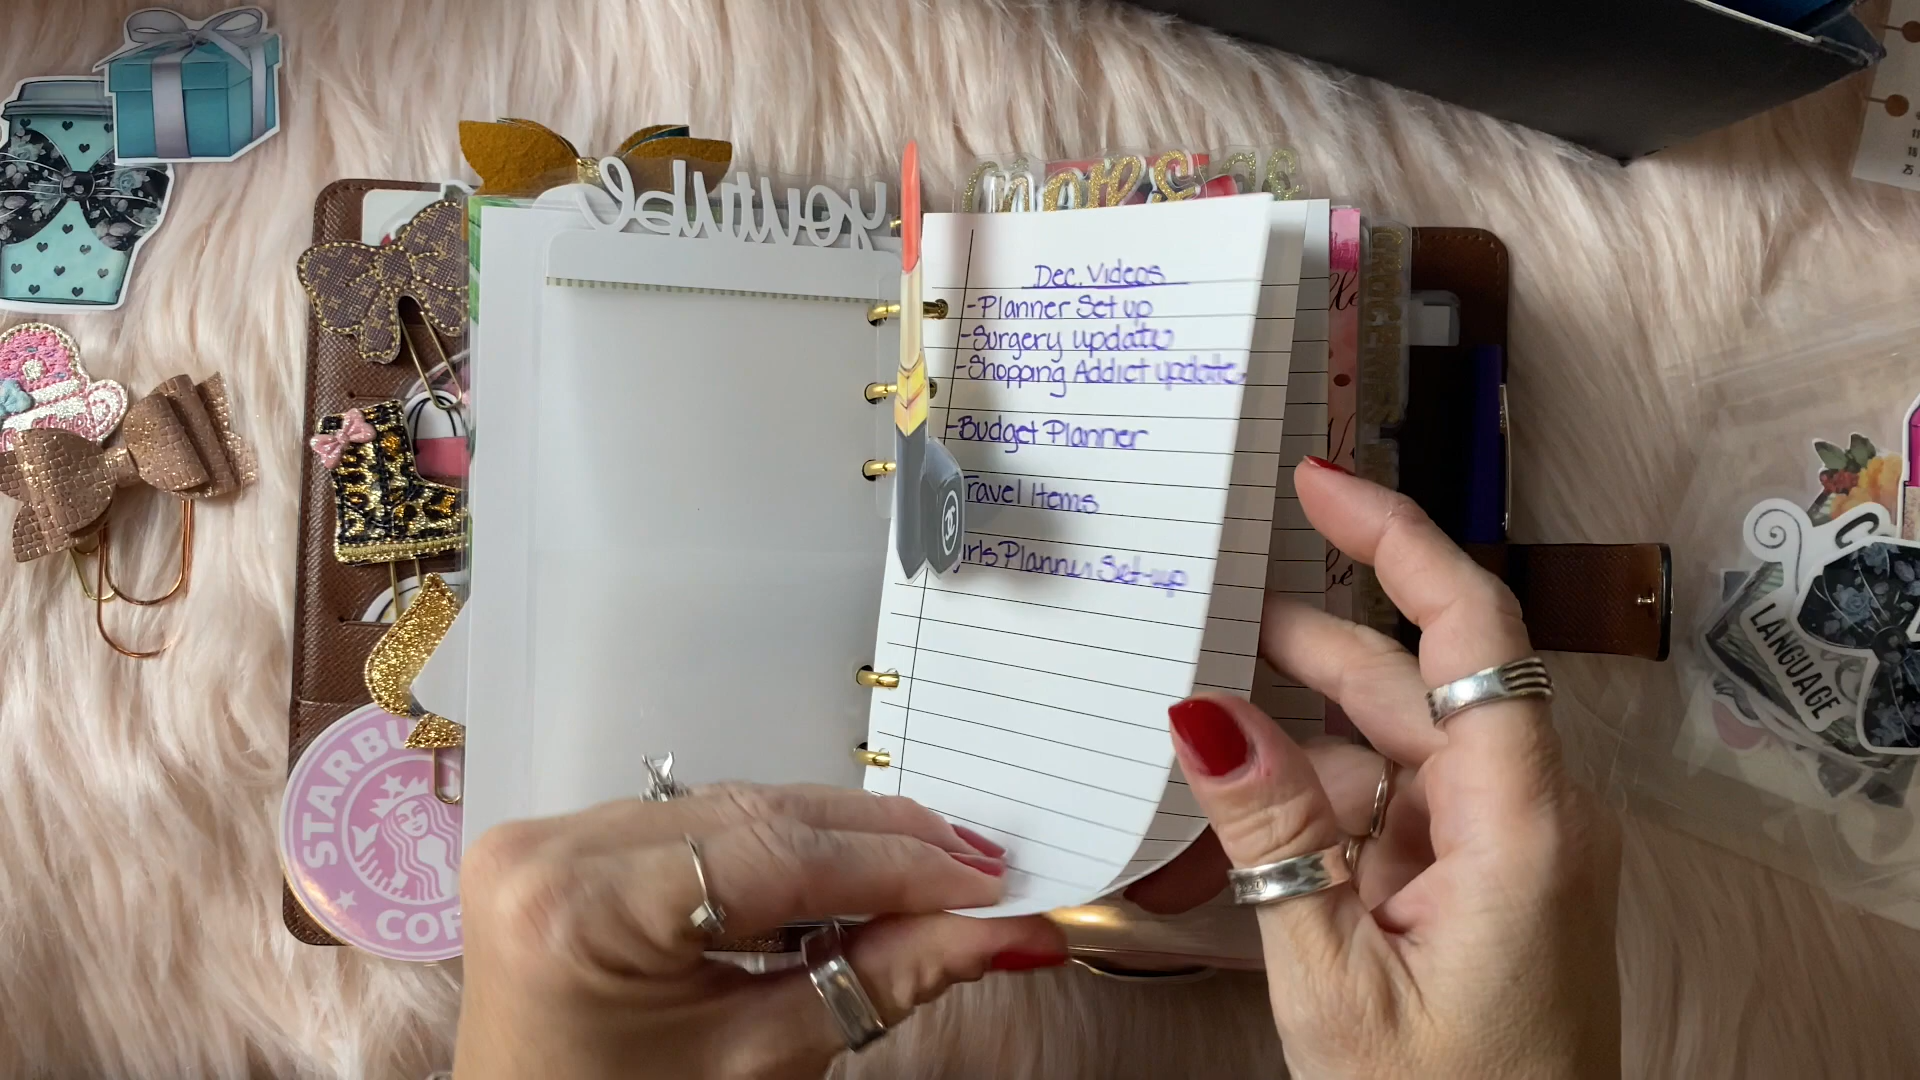 youtube
Dec. Videos
-Planner Set up
-Surgery update
-Shopping Addict update
-Budget Planner
Travel Items
Planner Set-up
STARBU
COF
LANGUAGE